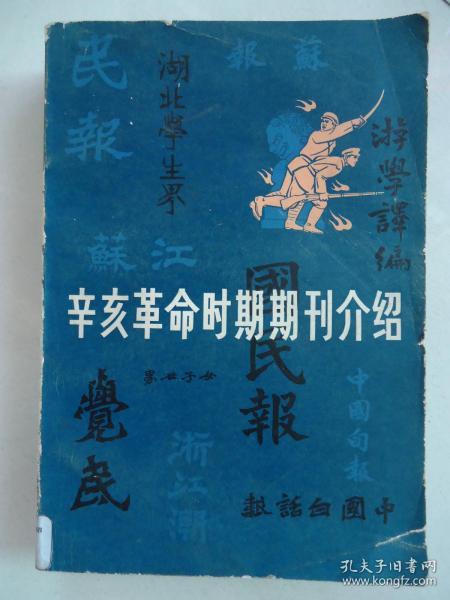 民報
蘇報
湖北學生界
游學譯編
江蘇
國民報
辛亥革命时期期刊介绍
女子世界
中國旬報
覺民
浙江潮
中國白話報
孔夫子旧书网
www.kongfz.com